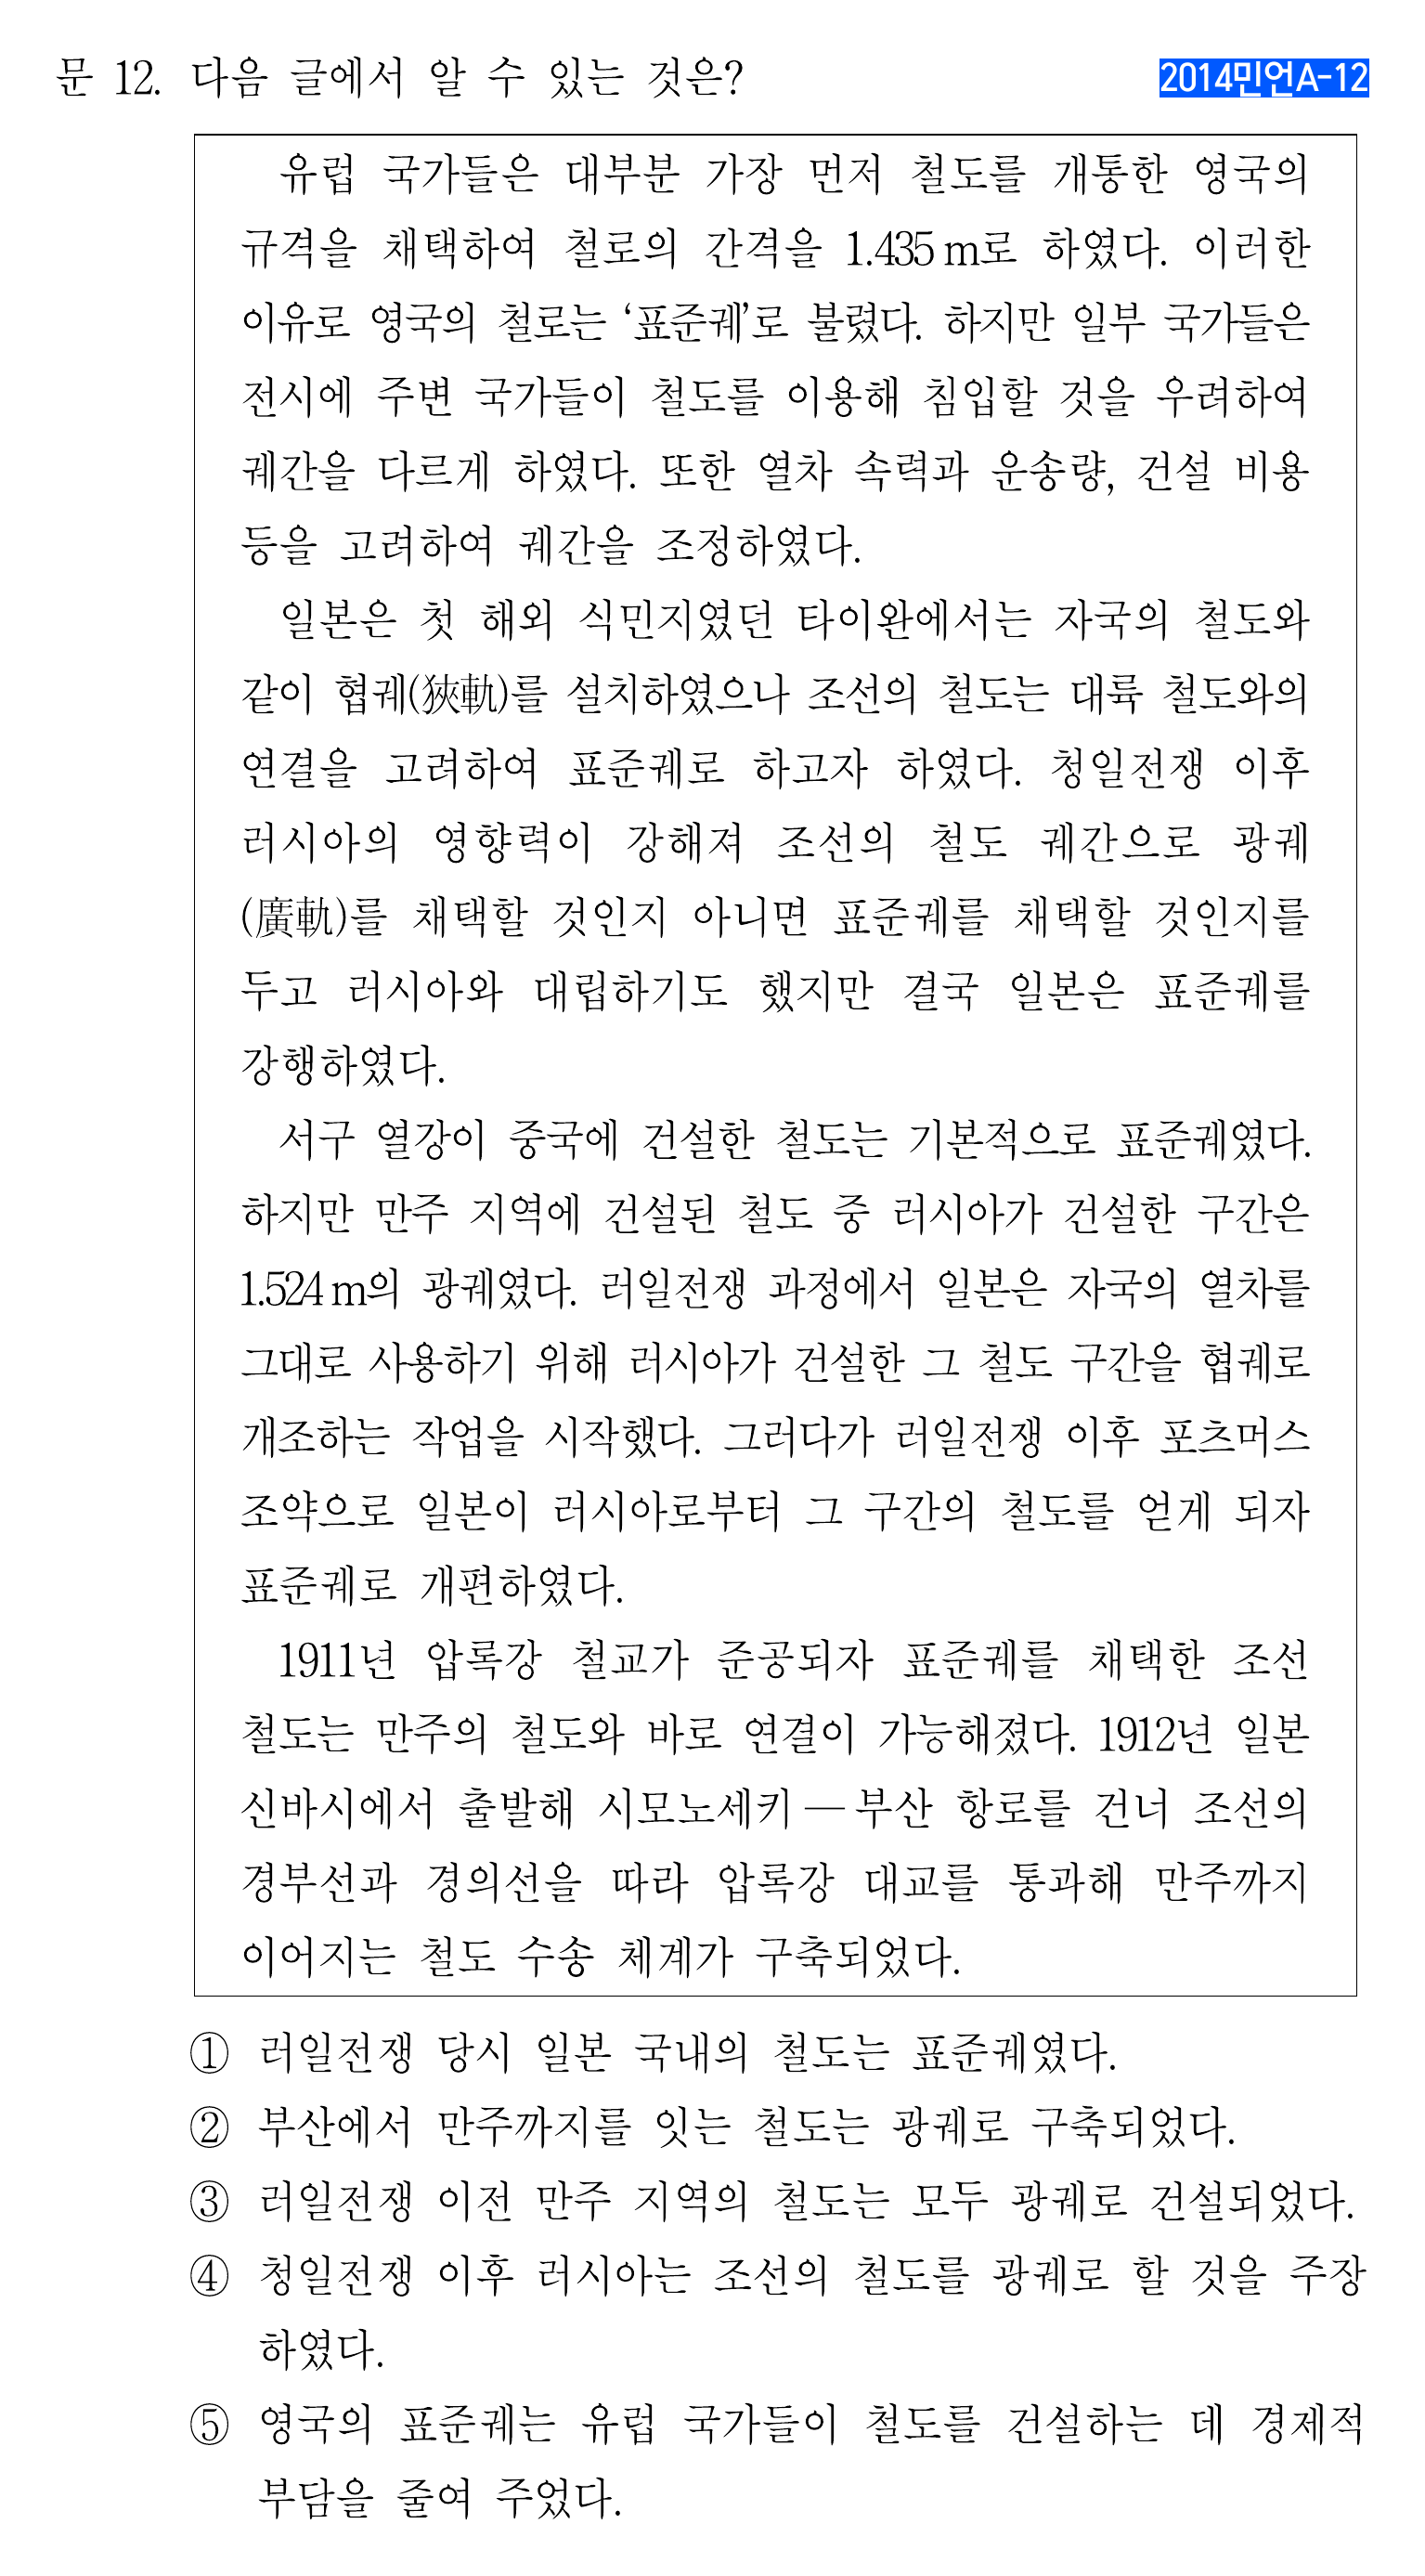 문 12. 다음 글에서 알 수 있는 것은?
2014민언A-12
유럽 국가들은 대부분 가장 먼저 철도를 개통한 영국의
규격을 채택하여 철로의 간격을 1.435 m로 하였다. 이러한
이유로 영국의 철로는 ‘표준궤’로 불렸다. 하지만 일부 국가들은
전시에 주변 국가들이 철도를 이용해 침입할 것을 우려하여
궤간을 다르게 하였다. 또한 열차 속력과 운송량, 건설 비용
등을 고려하여 궤간을 조정하였다.
일본은 첫 해외 식민지였던 타이완에서는 자국의 철도와
같이 협궤(狹軌)를 설치하였으나 조선의 철도는 대륙 철도와의
연결을 고려하여 표준궤로 하고자 하였다. 청일전쟁 이후
러시아의 영향력이 강해져 조선의 철도 궤간으로 광궤
(廣軌)를 채택할 것인지 아니면 표준궤를 채택할 것인지를
두고 러시아와 대립하기도 했지만 결국 일본은 표준궤를
강행하였다.
서구 열강이 중국에 건설한 철도는 기본적으로 표준궤였다.
하지만 만주 지역에 건설된 철도 중 러시아가 건설한 구간은
1.524 m의 광궤였다. 러일전쟁 과정에서 일본은 자국의 열차를
그대로 사용하기 위해 러시아가 건설한 그 철도 구간을 협궤로
개조하는 작업을 시작했다. 그러다가 러일전쟁 이후 포츠머스
조약으로 일본이 러시아로부터 그 구간의 철도를 얻게 되자
표준궤로 개편하였다.
1911년 압록강 철교가 준공되자 표준궤를 채택한 조선
철도는 만주의 철도와 바로 연결이 가능해졌다. 1912년 일본
신바시에서 출발해 시모노세키 ─ 부산 항로를 건너 조선의
경부선과 경의선을 따라 압록강 대교를 통과해 만주까지
이어지는 철도 수송 체계가 구축되었다.
① 러일전쟁 당시 일본 국내의 철도는 표준궤였다.
② 부산에서 만주까지를 잇는 철도는 광궤로 구축되었다.
③ 러일전쟁 이전 만주 지역의 철도는 모두 광궤로 건설되었다.
④ 청일전쟁 이후 러시아는 조선의 철도를 광궤로 할 것을 주장
하였다.
⑤ 영국의 표준궤는 유럽 국가들이 철도를 건설하는 데 경제적
부담을 줄여 주었다.